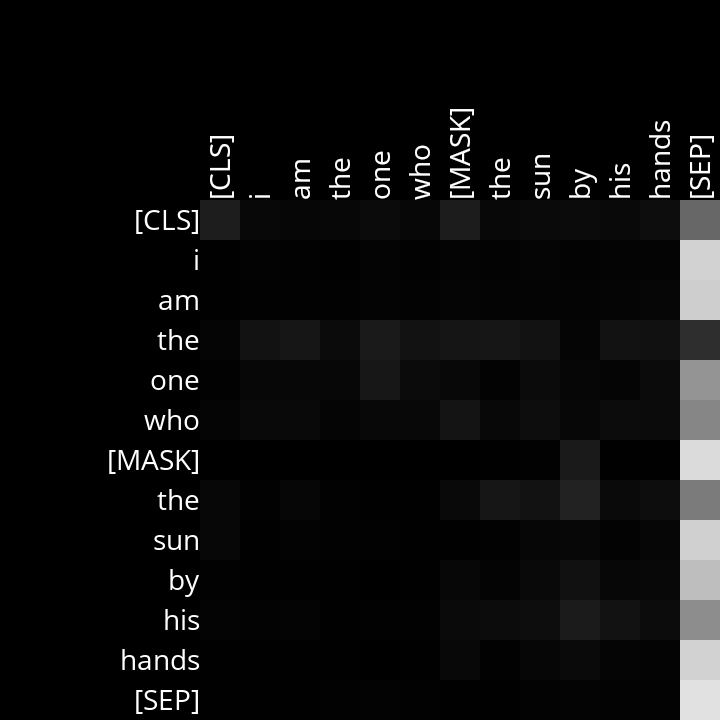 [CLS] i am the one who [MASK] the sun by his hands [SEP]
[CLS]
i
am
the
one
who
[MASK]
the
sun
by
his
hands
[SEP]